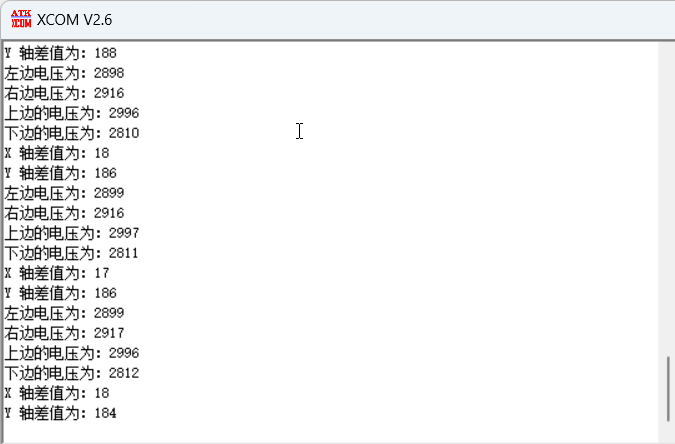 ATK
XCOM
XCOM V2.6
Y 轴差值为：188
左边电压为：2898
右边电压为：2916
上边的电压为：2996
下边的电压为：2810
X 轴差值为：18
Y 轴差值为：186
左边电压为：2899
右边电压为：2916
上边的电压为：2997
下边的电压为：2811
X 轴差值为：17
Y 轴差值为：186
左边电压为：2899
右边电压为：2917
上边的电压为：2996
下边的电压为：2812
X 轴差值为：18
Y 轴差值为：184